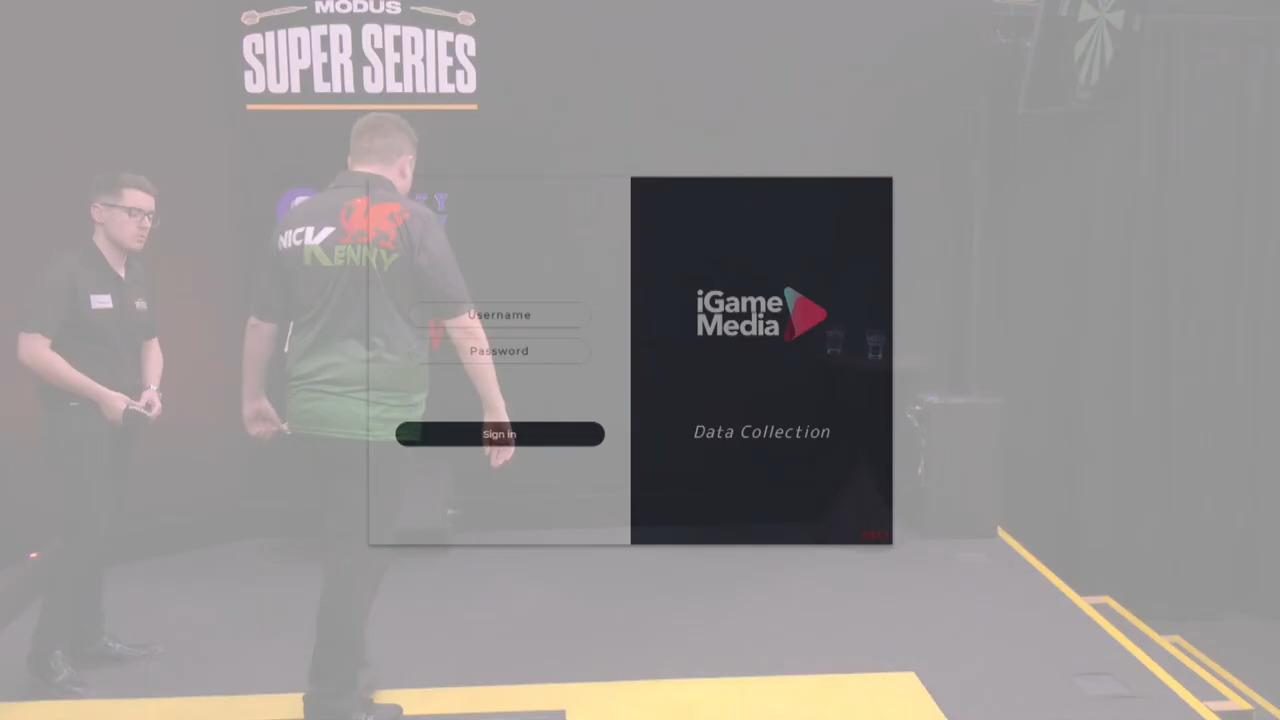 MODUS
SUPER SERIES
NICK
KENNY
Username
Password
Sign in
iGame
Media
Data Collection